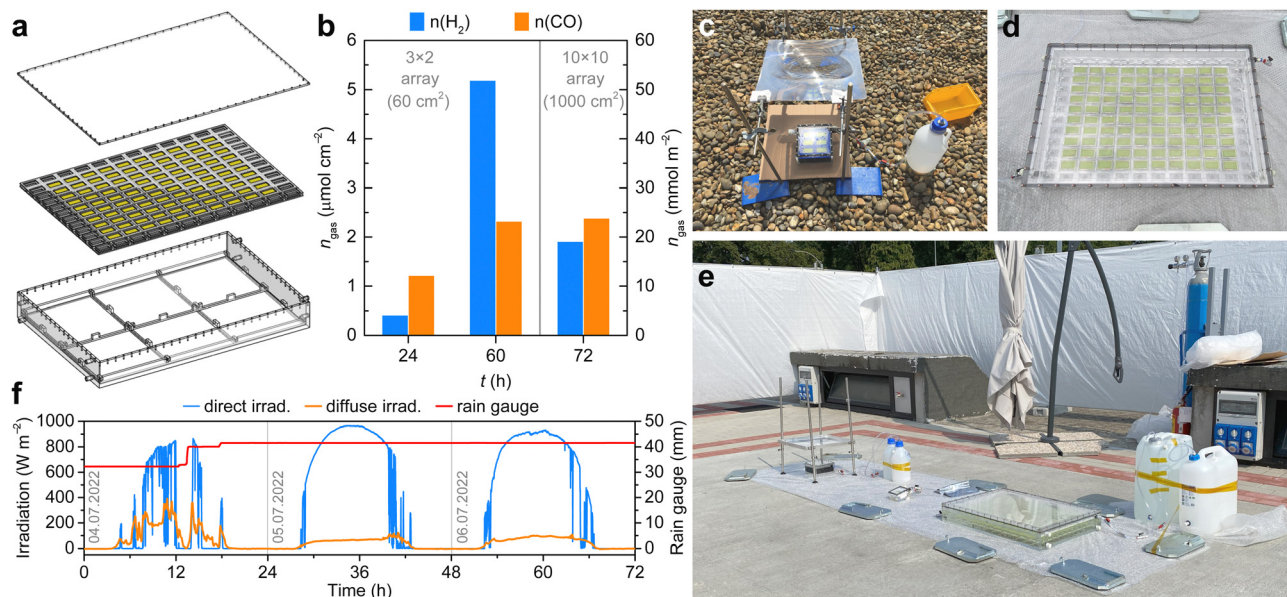 a
b
n(H₂) n(CO)
6
5
4
3
2
1
0
60
50
40
30
20
10
0
n_gas (μmol cm⁻²)
n_gas (mmol m⁻²)
3×2
array
(60 cm²)
10×10
array
(1000 cm²)
24 60 72
t (h)
c
d
e
f
direct irrad. diffuse irrad. rain gauge
1000
800
600
400
200
0
Irradiation (W m⁻²)
50
40
30
20
10
0
Rain gauge (mm)
04.07.2022
05.07.2022
06.07.2022
0 12 24 36 48 60 72
Time (h)